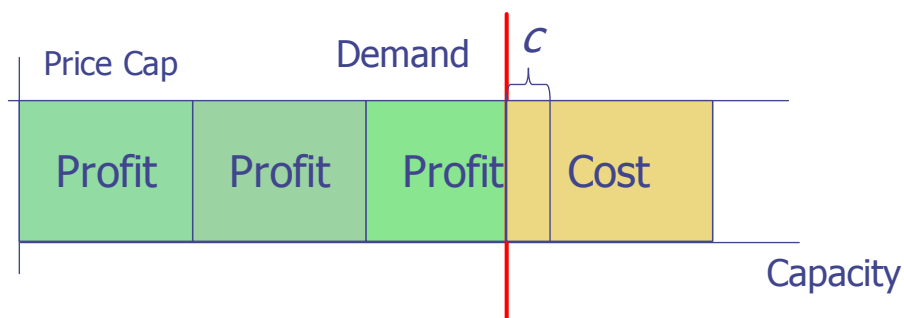 Price Cap
Demand
C
Profit
Profit
Profit
Cost
Capacity